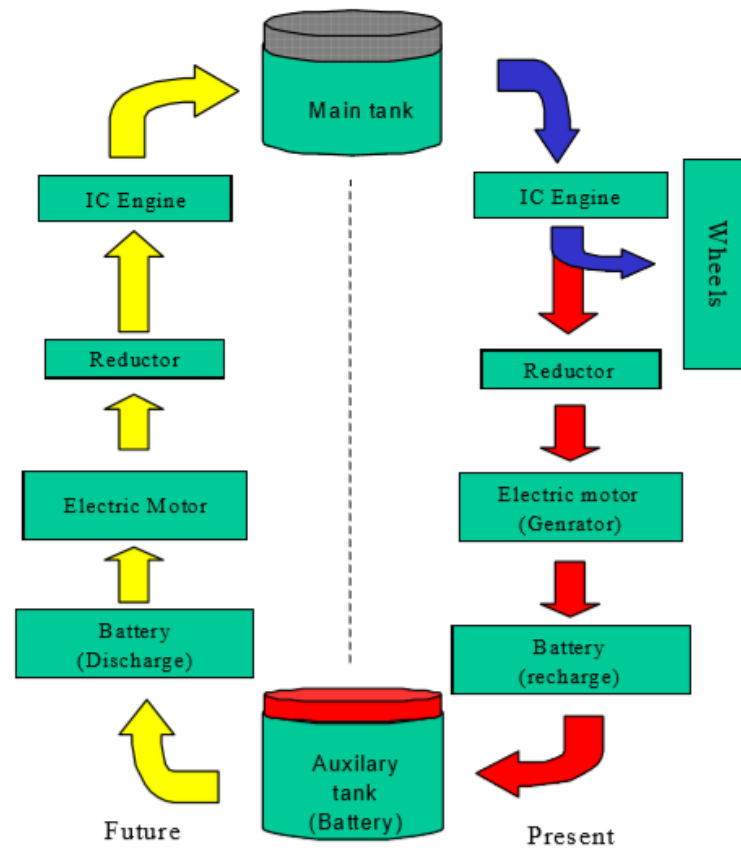 Main tank
IC Engine
IC Engine
Wheels
Reductor
Reductor
Electric Motor
Electric motor
(Genrator)
Battery
(Discharge)
Battery
(recharge)
Auxilary
tank
(Battery)
Future
Present